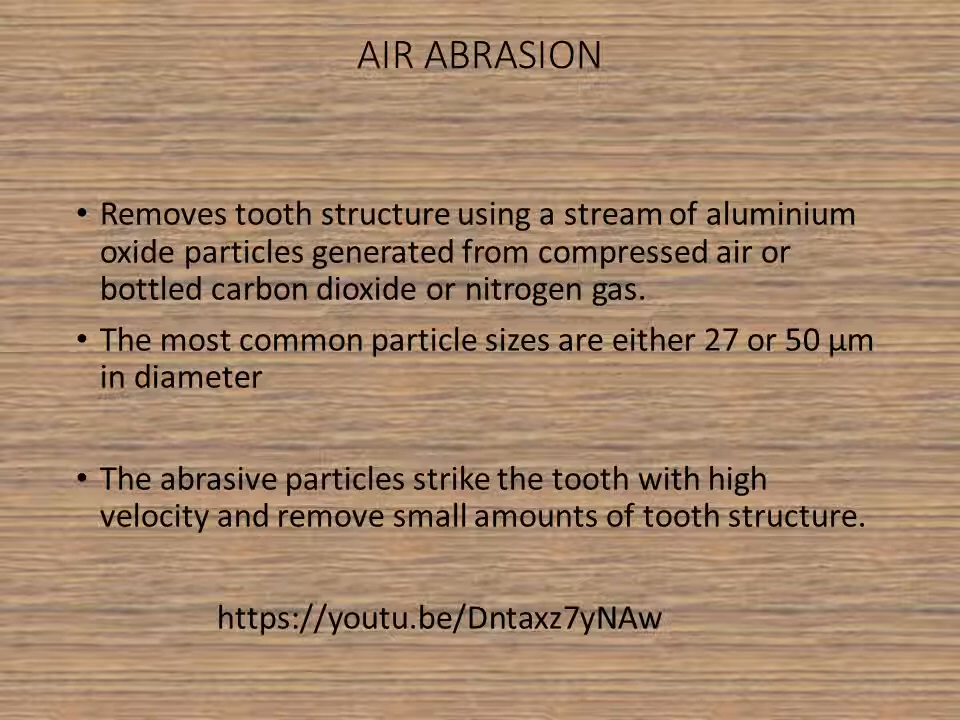 AIR ABRASION
• Removes tooth structure using a stream of aluminium
oxide particles generated from compressed air or
bottled carbon dioxide or nitrogen gas.
• The most common particle sizes are either 27 or 50 μm
in diameter
• The abrasive particles strike the tooth with high
velocity and remove small amounts of tooth structure.
https://youtu.be/Dntaxz7yNAw